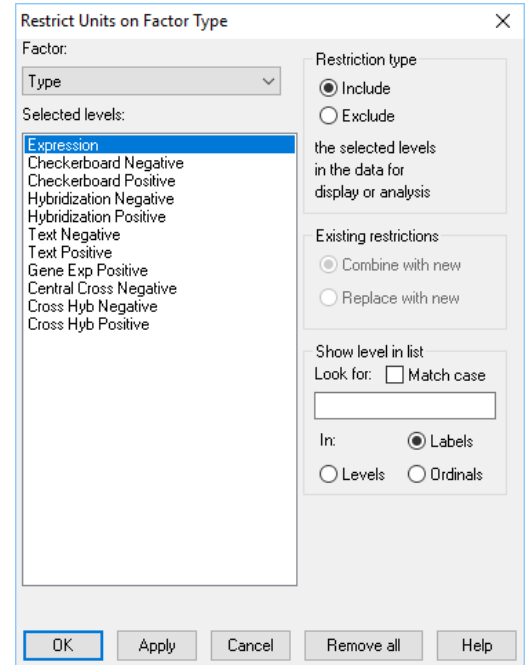 Restrict Units on Factor Type
Factor:
Type
Selected levels:
Expression
Checkerboard Negative
Checkerboard Positive
Hybridization Negative
Hybridization Positive
Text Negative
Text Positive
Gene Exp Positive
Central Cross Negative
Cross Hyb Negative
Cross Hyb Positive
Restriction type
Include
Exclude
the selected levels
in the data for
display or analysis
Existing restrictions
Combine with new
Replace with new
Show level in list
Look for: Match case
In: Labels
Levels Ordinals
OK Apply Cancel Remove all Help